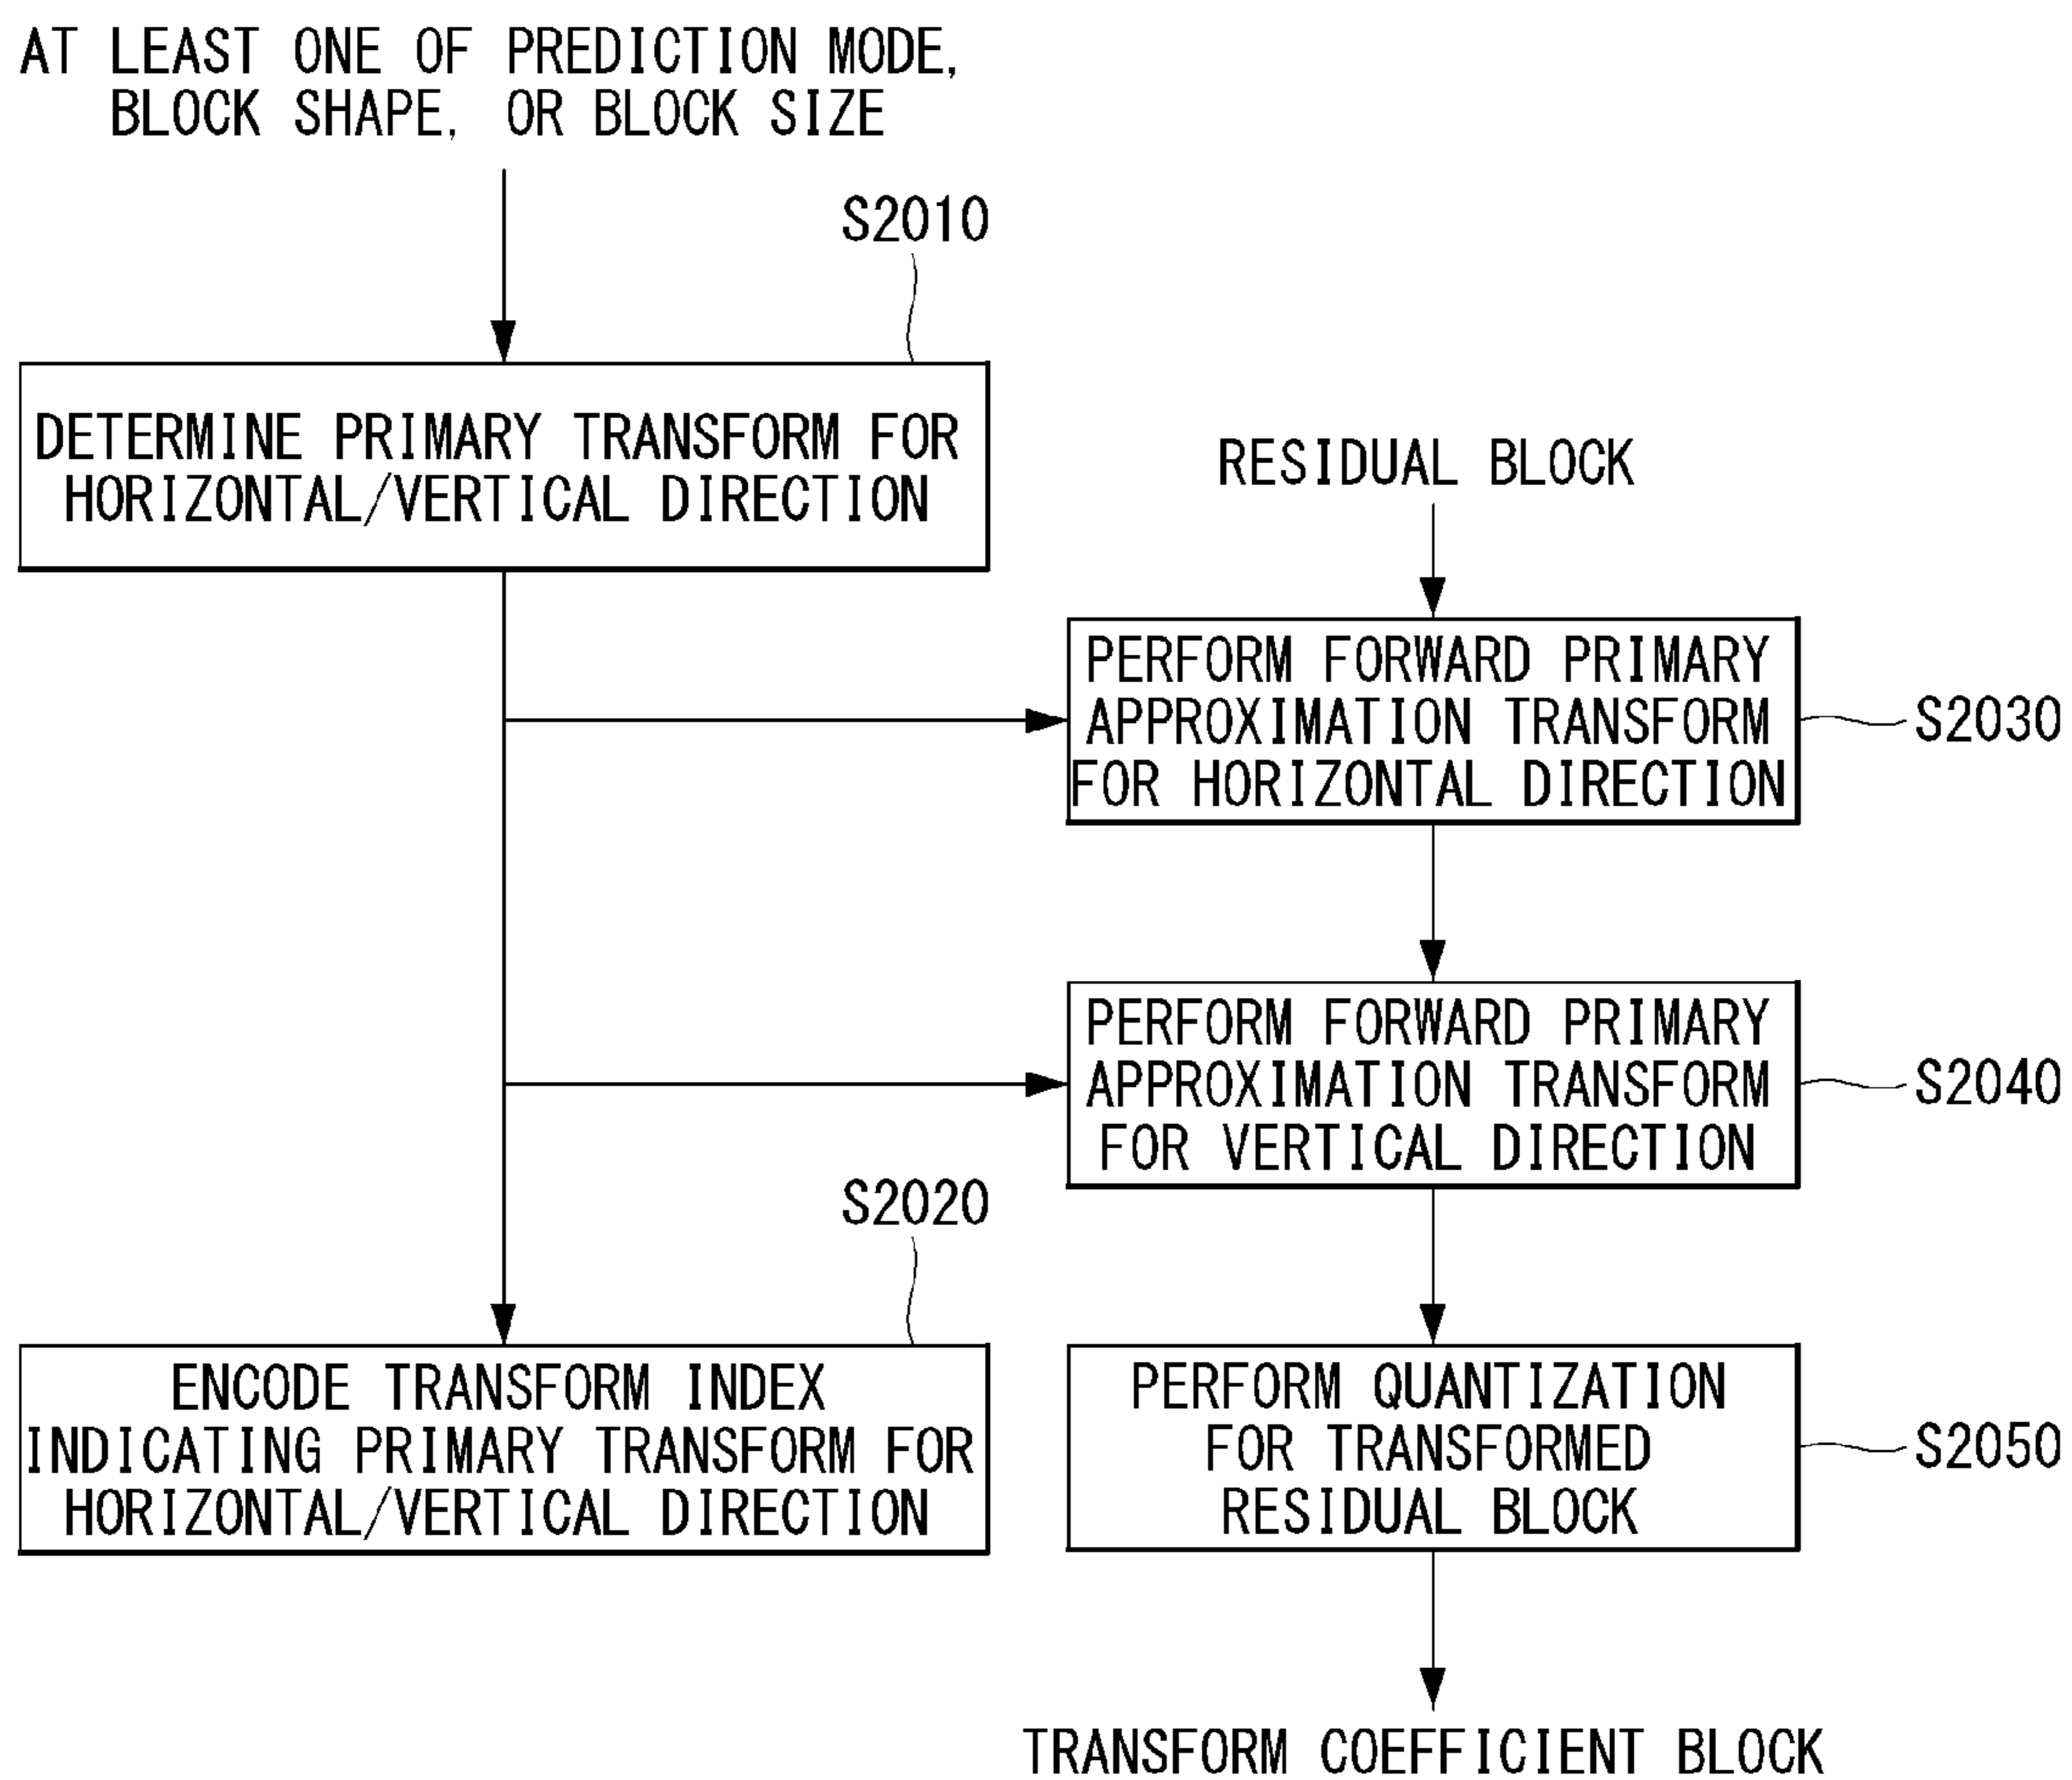 AT LEAST ONE OF PREDICTION MODE,
BLOCK SHAPE, OR BLOCK SIZE
S2010
DETERMINE PRIMARY TRANSFORM FOR
HORIZONTAL/VERTICAL DIRECTION
RESIDUAL BLOCK
PERFORM FORWARD PRIMARY
APPROXIMATION TRANSFORM
FOR HORIZONTAL DIRECTION
S2030
PERFORM FORWARD PRIMARY
APPROXIMATION TRANSFORM
FOR VERTICAL DIRECTION
S2040
S2020
ENCODE TRANSFORM INDEX
INDICATING PRIMARY TRANSFORM FOR
HORIZONTAL/VERTICAL DIRECTION
PERFORM QUANTIZATION
FOR TRANSFORMED
RESIDUAL BLOCK
S2050
TRANSFORM COEFFICIENT BLOCK